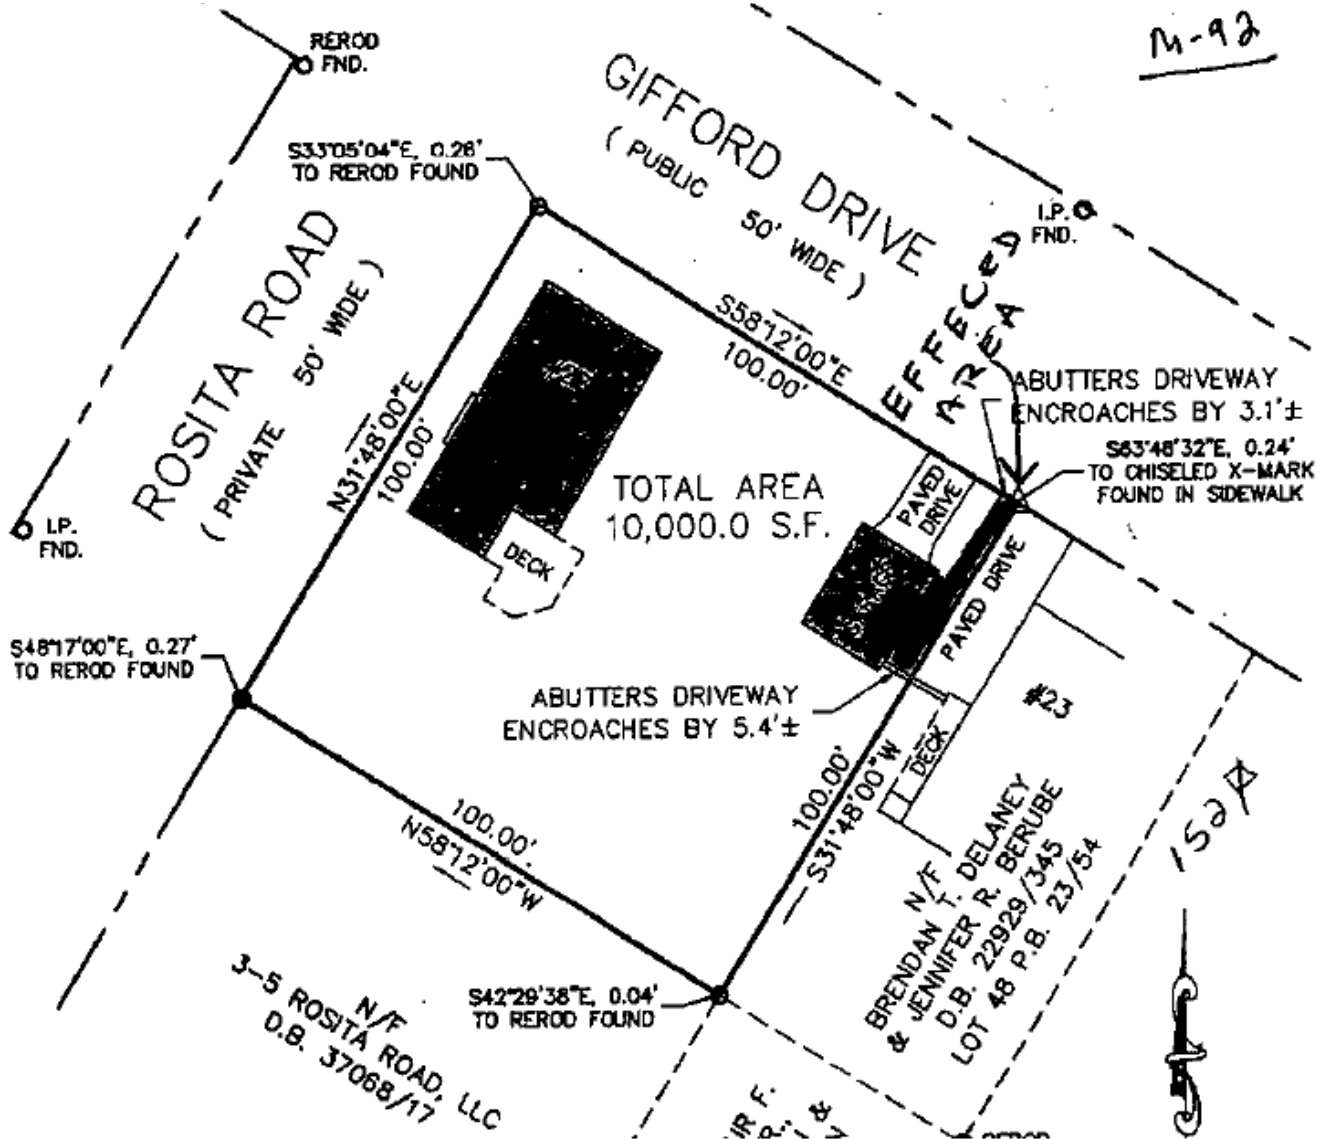 M-92
REROD
FND.
GIFFORD DRIVE
( PUBLIC 50' WIDE )
S33°05'04"E, 0.26'
TO REROD FOUND
I.P.
FND.
EFFECED
AREA
ROSITA ROAD
( PRIVATE 50' WIDE )
S58°12'00"E
100.00'
ABUTTERS DRIVEWAY
ENCROACHES BY 3.1'±
S63°48'32"E, 0.24'
TO CHISELED X-MARK
FOUND IN SIDEWALK
N31°48'00"E
100.00'
TOTAL AREA
10,000.0 S.F.
PAVED
DRIVE
I.P.
FND.
DECK
PAVED DRIVE
S48°17'00"E, 0.27'
TO REROD FOUND
ABUTTERS DRIVEWAY
ENCROACHES BY 5.4'±
#23
DECK
100.00'
S31°48'00"W
100.00'
N58°12'00"W
N/F
BRENDAN T. DELANEY
& JENNIFER R. BERUBE
D.B. 22929/345
LOT 48 P.B. 23/54
N/F
3-5 ROSITA ROAD, LLC
D.B. 37068/17
S42°29'38"E, 0.04'
TO REROD FOUND